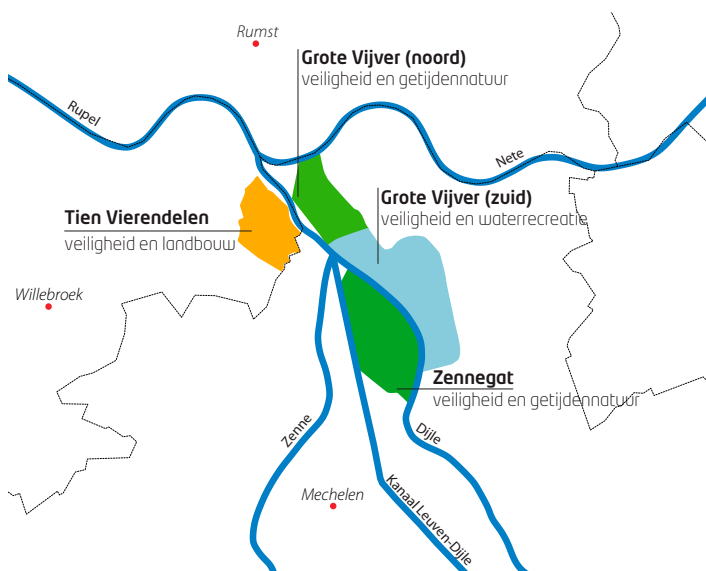 Rumst
Grote Vijver (noord)
veiligheid en getijdennatuur
Rupel
Nete
Grote Vijver (zuid)
veiligheid en waterrecreatie
Tien Vierendelen
veiligheid en landbouw
Willebroek
Zennegat
veiligheid en getijdennatuur
Zenne
Dijle
Mechelen
Kanaal Leuven-Dijle